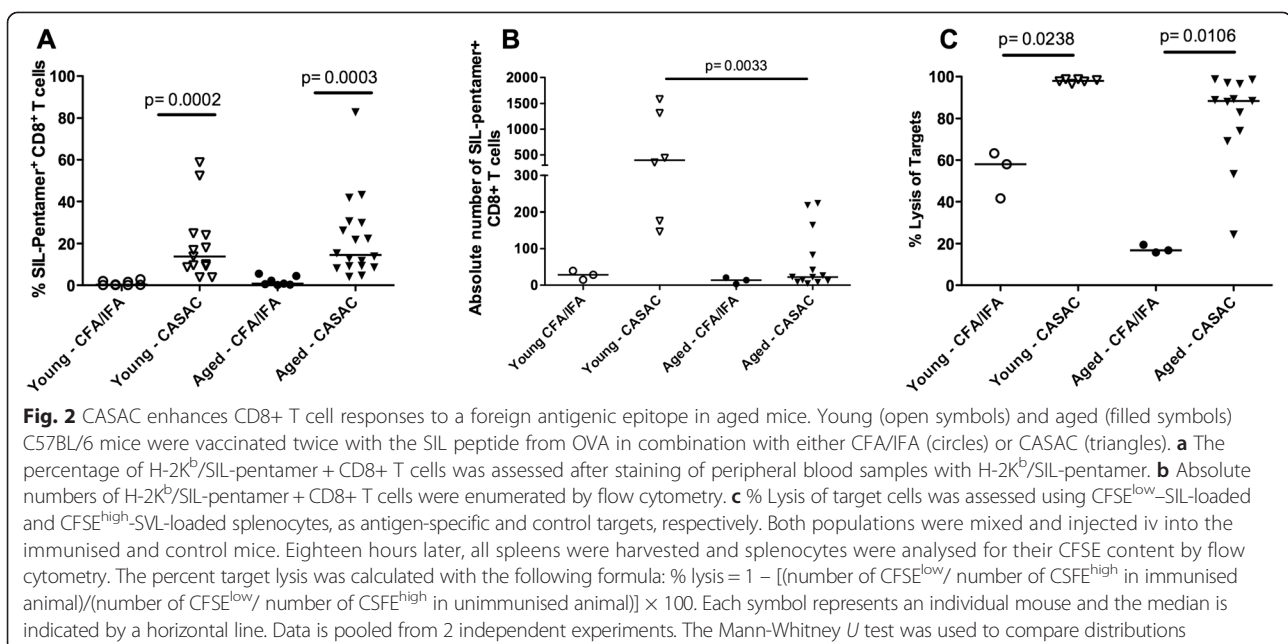 A
% SIL-Pentamer+ CD8+ T cells
100
80
60
40
20
0
p= 0.0002
p= 0.0003
Young - CFA/IFA
Young - CASAC
Aged - CFA/IFA
Aged - CASAC
B
Absolute number of SIL-pentamer+
CD8+ T cells
2000
1500
1000
500
300
200
100
0
p= 0.0033
Young CFA/IFA
Young - CASAC
Aged - CFA/IFA
Aged - CASAC
C
% Lysis of Targets
100
80
60
40
20
0
p= 0.0238
p= 0.0106
Young - CFA/IFA
Young - CASAC
Aged - CFA/IFA
Aged - CASAC
Fig. 2 CASAC enhances CD8+ T cell responses to a foreign antigenic epitope in aged mice. Young (open symbols) and aged (filled symbols)
C57BL/6 mice were vaccinated twice with the SIL peptide from OVA in combination with either CFA/IFA (circles) or CASAC (triangles). a The
percentage of H-2Kb/SIL-pentamer + CD8+ T cells was assessed after staining of peripheral blood samples with H-2Kb/SIL-pentamer. b Absolute
numbers of H-2Kb/SIL-pentamer + CD8+ T cells were enumerated by flow cytometry. c % Lysis of target cells was assessed using CFSElow–SIL-loaded
and CFSEhigh-SVL-loaded splenocytes, as antigen-specific and control targets, respectively. Both populations were mixed and injected iv into the
immunised and control mice. Eighteen hours later, all spleens were harvested and splenocytes were analysed for their CFSE content by flow
cytometry. The percent target lysis was calculated with the following formula: % lysis = 1 – [(number of CFSElow/ number of CSFEhigh in immunised
animal)/(number of CFSElow/ number of CSFEhigh in unimmunised animal)] × 100. Each symbol represents an individual mouse and the median is
indicated by a horizontal line. Data is pooled from 2 independent experiments. The Mann-Whitney U test was used to compare distributions